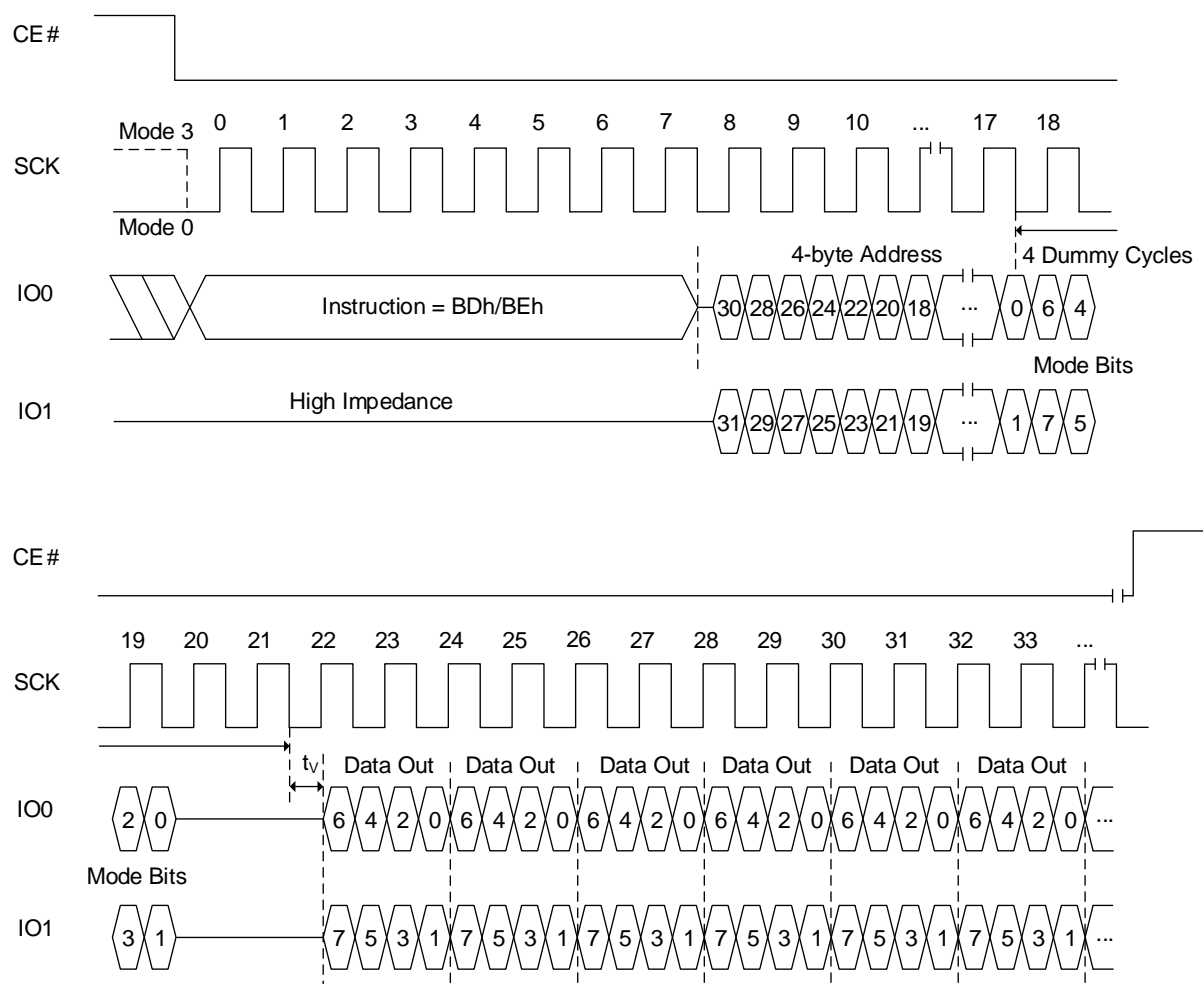 CE#
Mode 3
0 1 2 3 4 5 6 7 8 9 10 ... 17 18
SCK
Mode 0
4-byte Address
4 Dummy Cycles
IO0
Instruction = BDh/BEh
30 28 26 24 22 20 18 ... 0 6 4
Mode Bits
IO1
High Impedance
31 29 27 25 23 21 19 ... 1 7 5
CE#
19 20 21 22 23 24 25 26 27 28 29 30 31 32 33 ...
SCK
tV
Data Out Data Out Data Out Data Out Data Out Data Out
IO0
2 0 6 4 2 0 6 4 2 0 6 4 2 0 6 4 2 0 6 4 2 0 6 4 2 0 ...
Mode Bits
IO1
3 1 7 5 3 1 7 5 3 1 7 5 3 1 7 5 3 1 7 5 3 1 7 5 3 1 ...